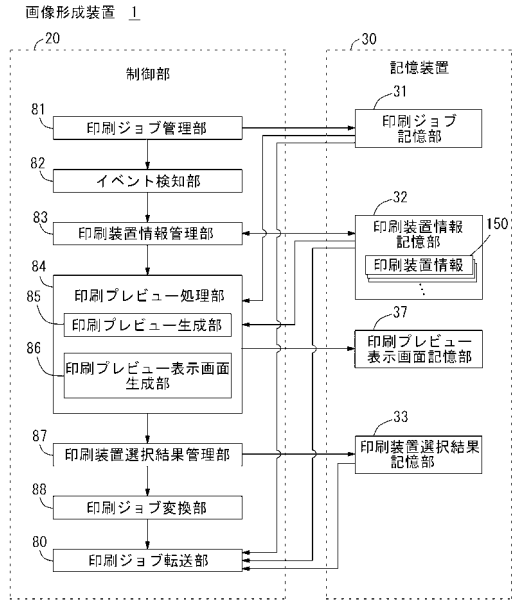 画像形成装置 1
20
制御部
81
印刷ジョブ管理部
82
イベント検知部
83
印刷装置情報管理部
84
印刷プレビュー処理部
85
印刷プレビュー生成部
86
印刷プレビュー表示画面
生成部
87
印刷装置選択結果管理部
88
印刷ジョブ変換部
80
印刷ジョブ転送部
30
記憶装置
31
印刷ジョブ
記憶部
32
印刷装置情報
記憶部
150
印刷装置情報
37
印刷プレビュー
表示画面記憶部
33
印刷装置選択結果
記憶部